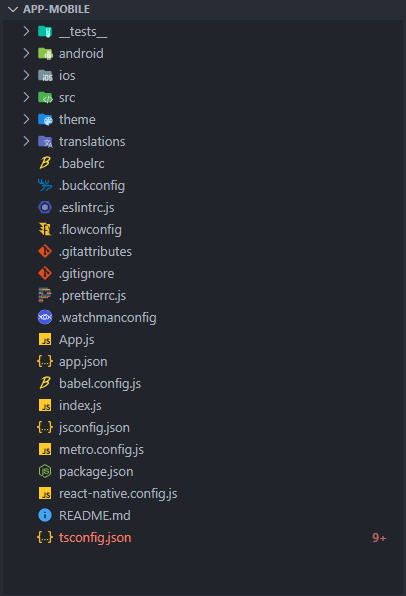 APP-MOBILE
__tests__
android
ios
src
theme
translations
.babelrc
.buckconfig
.eslintrc.js
.flowconfig
.gitattributes
.gitignore
.prettierrc.js
.watchmanconfig
App.js
app.json
babel.config.js
index.js
jsconfig.json
metro.config.js
package.json
react-native.config.js
README.md
tsconfig.json 9+